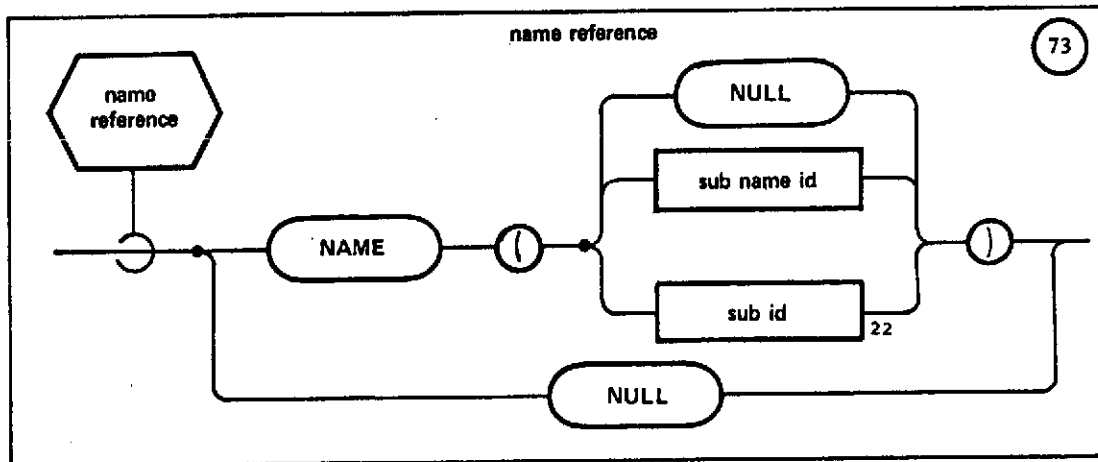 name reference
73
name
reference
NULL
sub name id
NAME
(
)
sub id
22
NULL